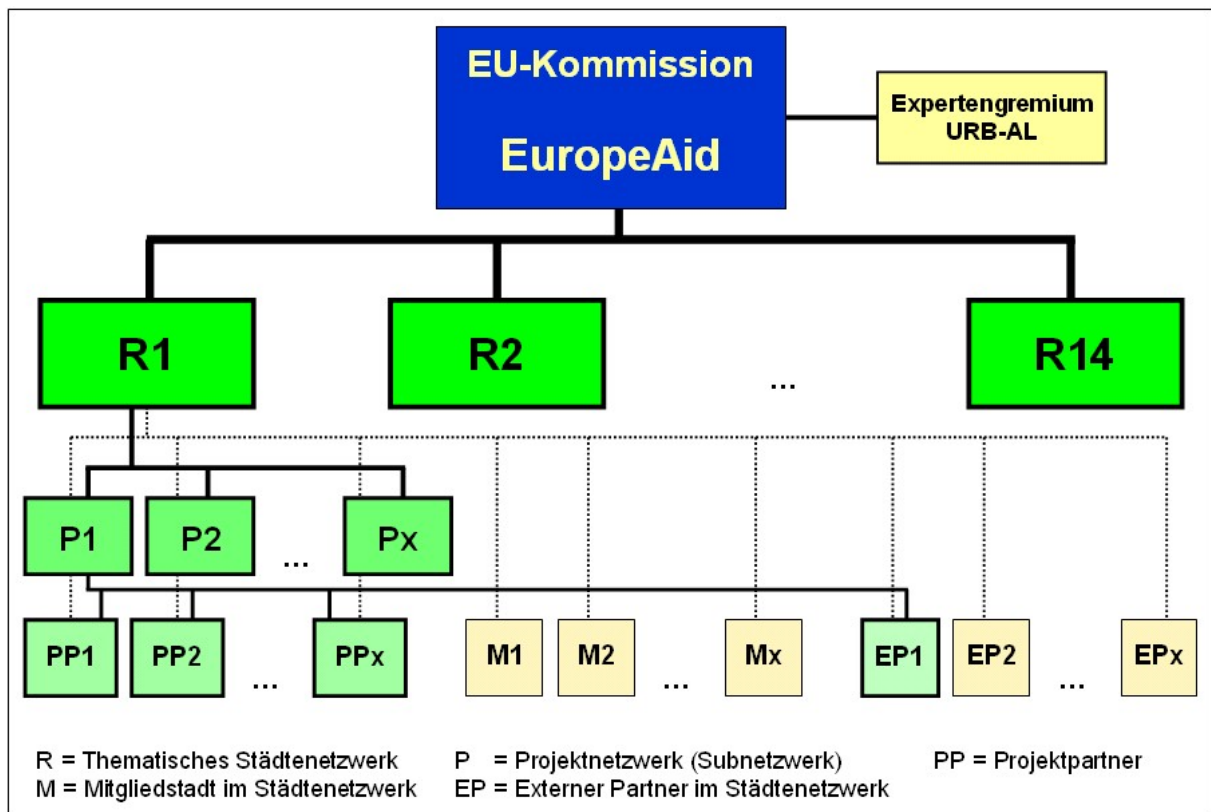 EU-Kommission
EuropeAid
Expertengremium
URB-AL
R1 R2 ... R14
P1 P2 ... Px
PP1 PP2 ... PPx M1 M2 ... Mx EP1 EP2 ... EPx
R = Thematisches Städtenetzwerk P = Projektnetzwerk (Subnetzwerk) PP = Projektpartner
M = Mitgliedstadt im Städtenetzwerk EP = Externer Partner im Städtenetzwerk